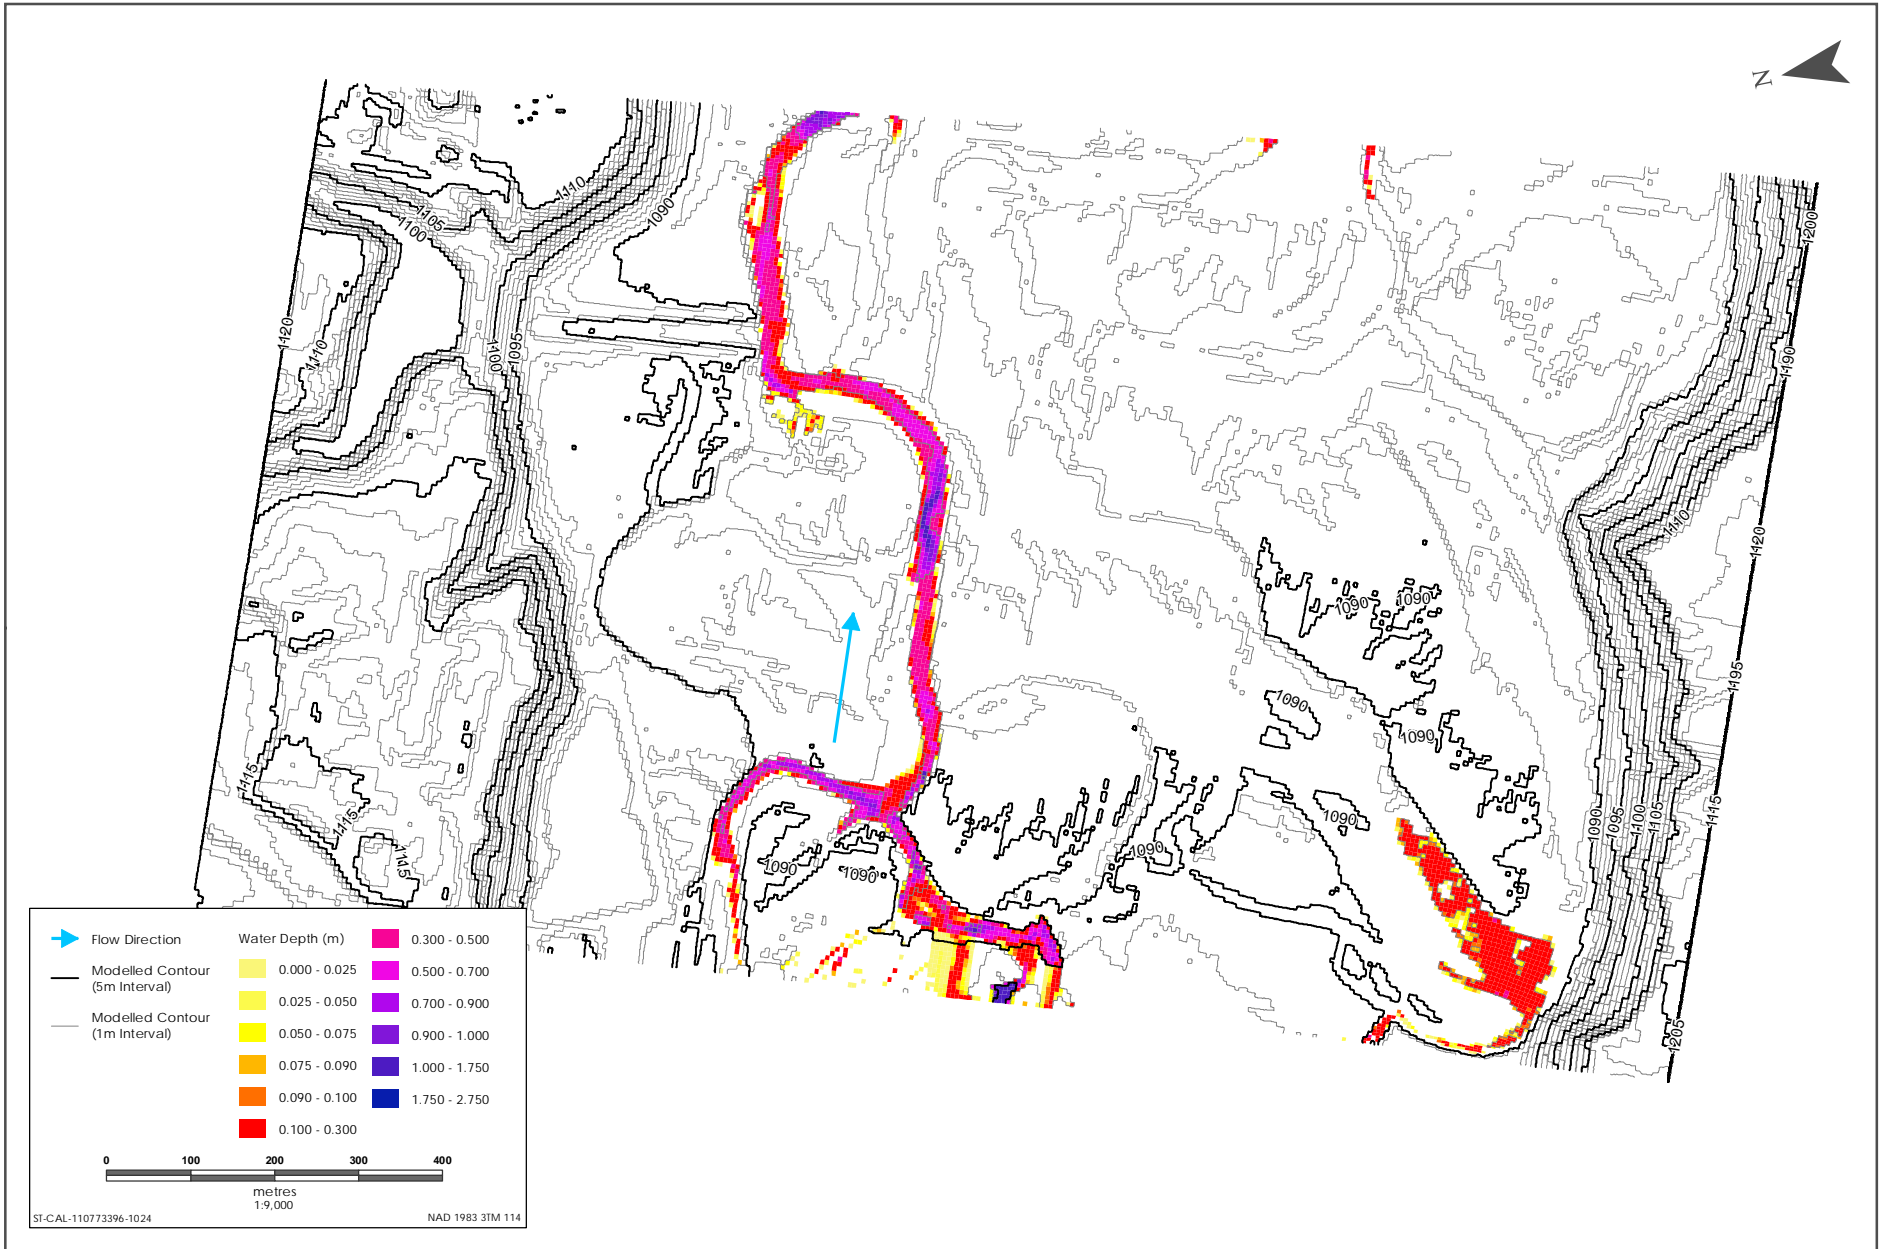 N
1110
1090
1105
1100
1200
1120
1110
1100
1095
1190
1110
1120
1090
1090
1195
1090
1090
1115
1115
1115
1090
1090
1090
1090
1090
1095
1100
1105
1115
1205
Flow Direction
Modelled Contour
(5m Interval)
Modelled Contour
(1m Interval)
Water Depth (m)
0.000 - 0.025
0.025 - 0.050
0.050 - 0.075
0.075 - 0.090
0.090 - 0.100
0.100 - 0.300
0.300 - 0.500
0.500 - 0.700
0.700 - 0.900
0.900 - 1.000
1.000 - 1.750
1.750 - 2.750
0 100 200 300 400
metres
1:9,000
ST-CAL-110773396-1024
NAD 1983 3TM 114